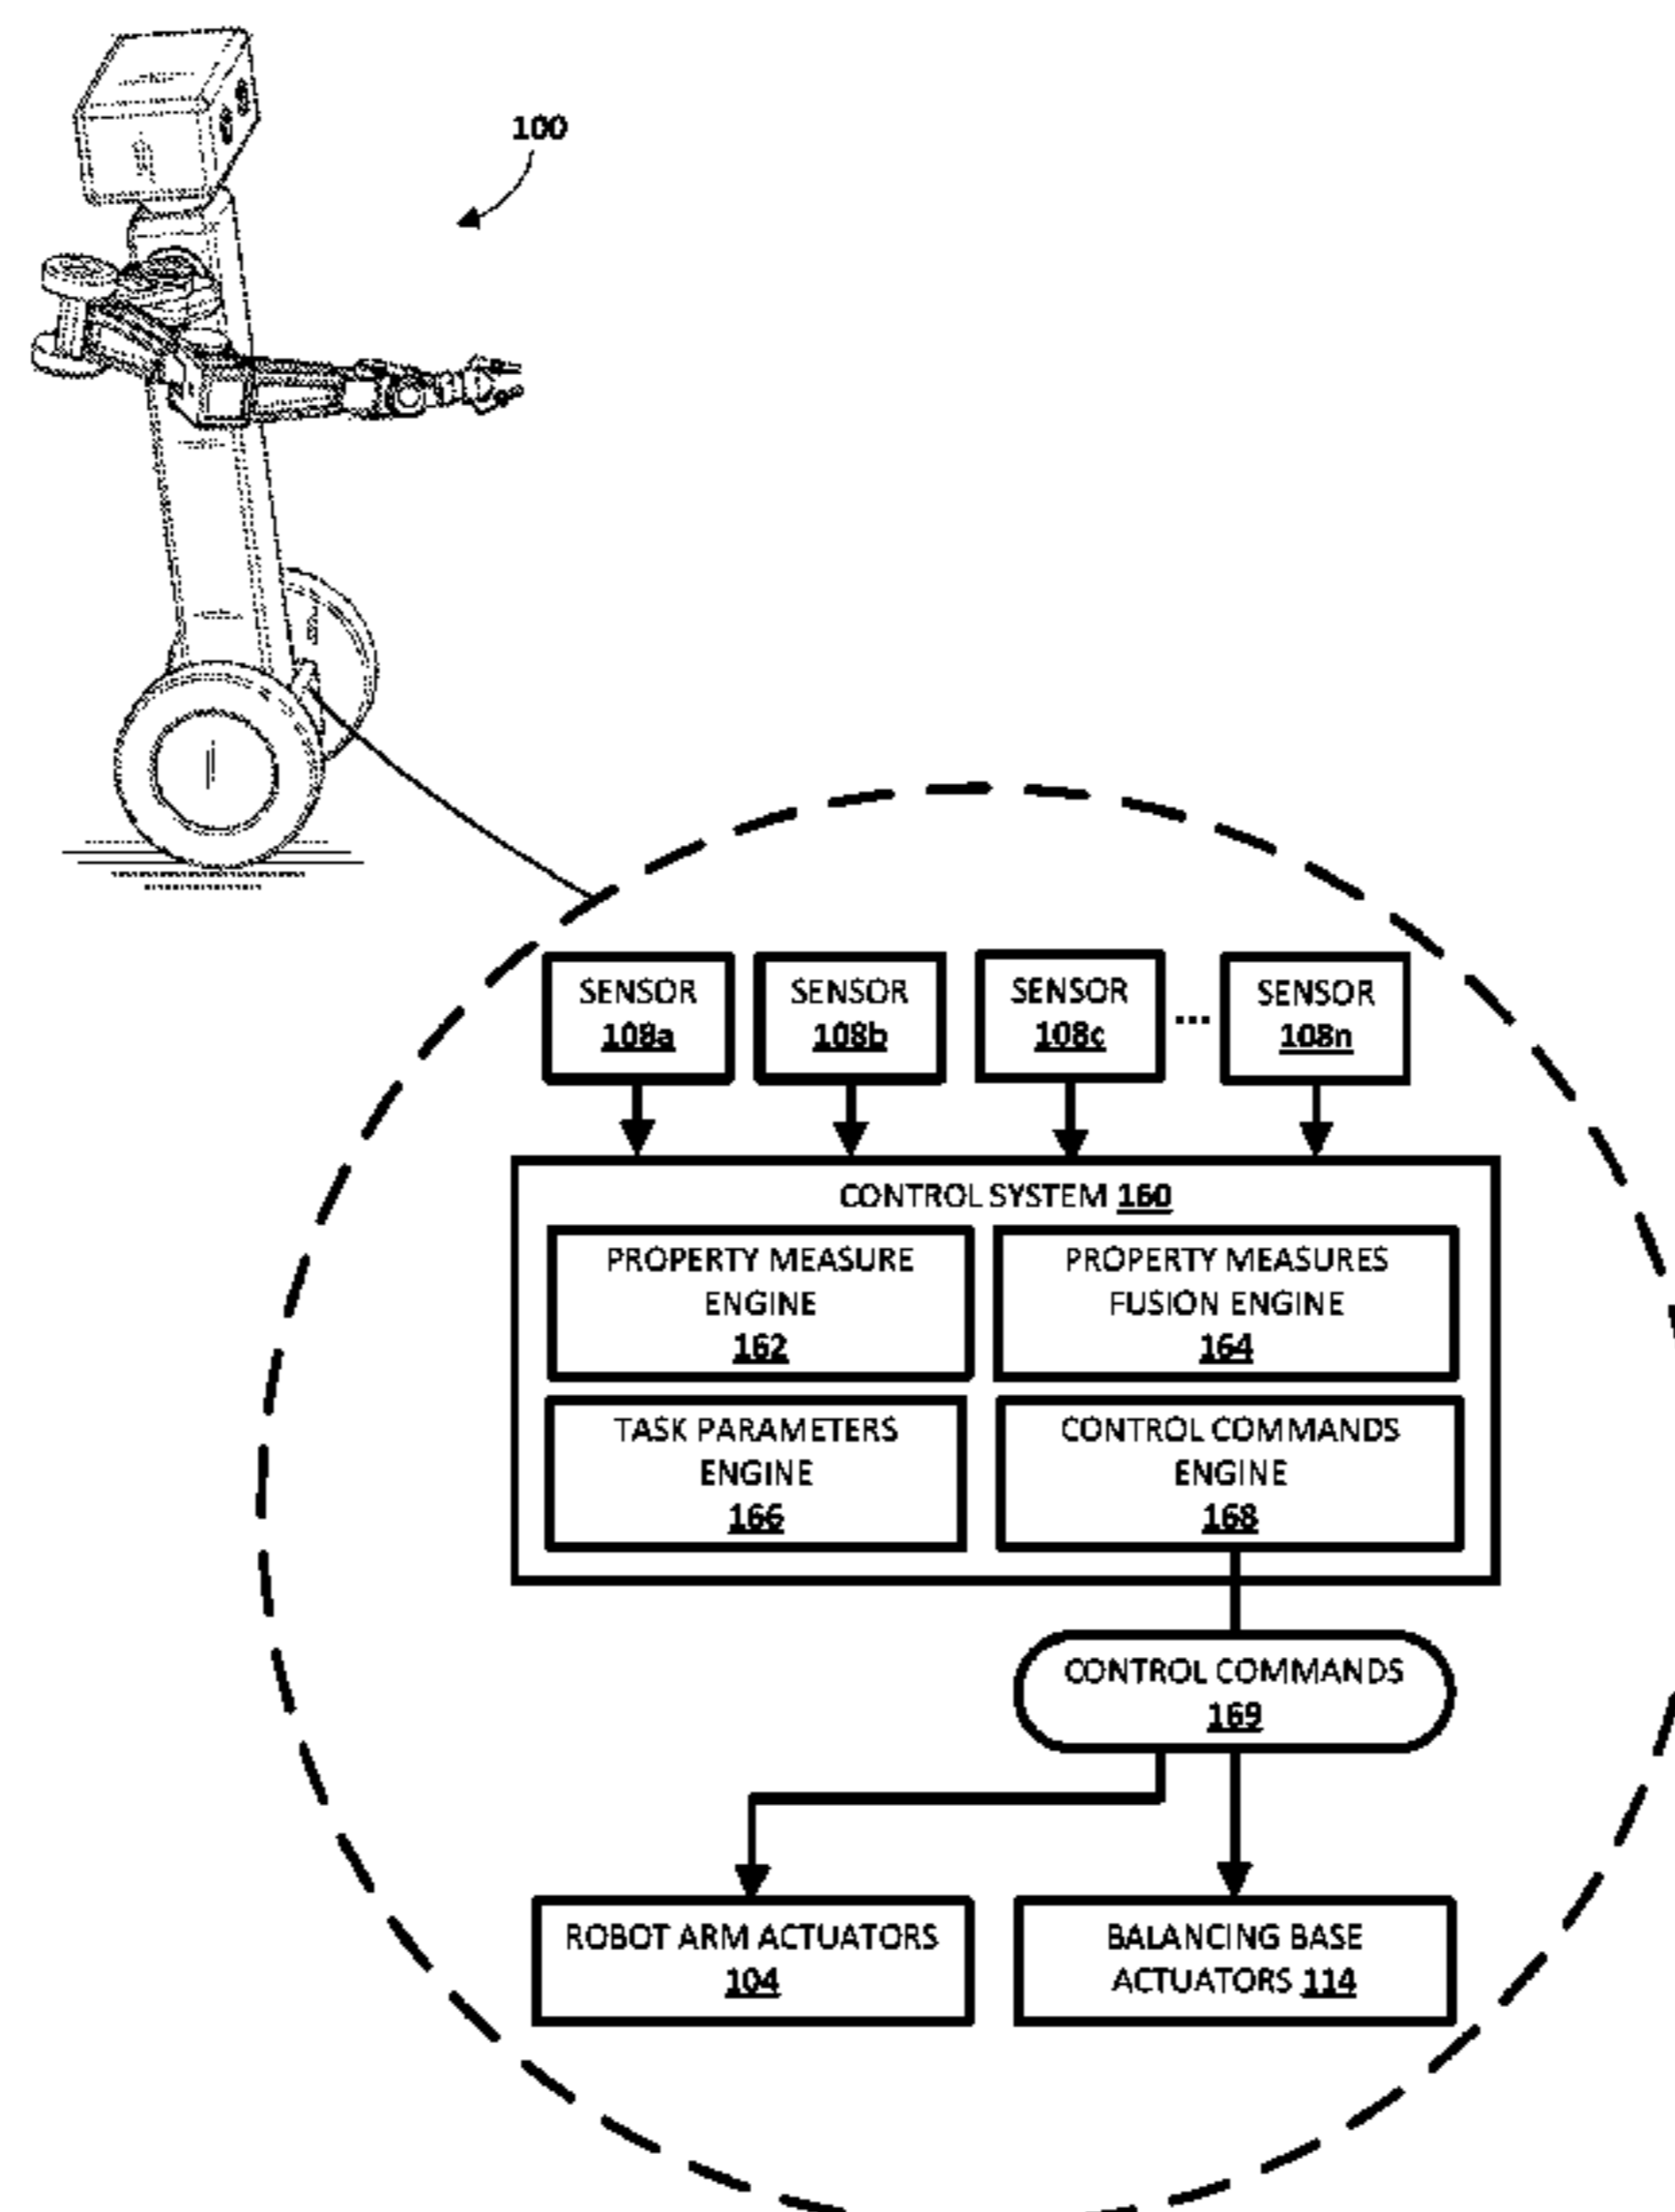 100
SENSOR
108a
SENSOR
108b
SENSOR
108c
...
SENSOR
108n
CONTROL SYSTEM 160
PROPERTY MEASURE
ENGINE
162
PROPERTY MEASURES
FUSION ENGINE
164
TASK PARAMETERS
ENGINE
166
CONTROL COMMANDS
ENGINE
168
CONTROL COMMANDS
169
ROBOT ARM ACTUATORS
104
BALANCING BASE
ACTUATORS 114